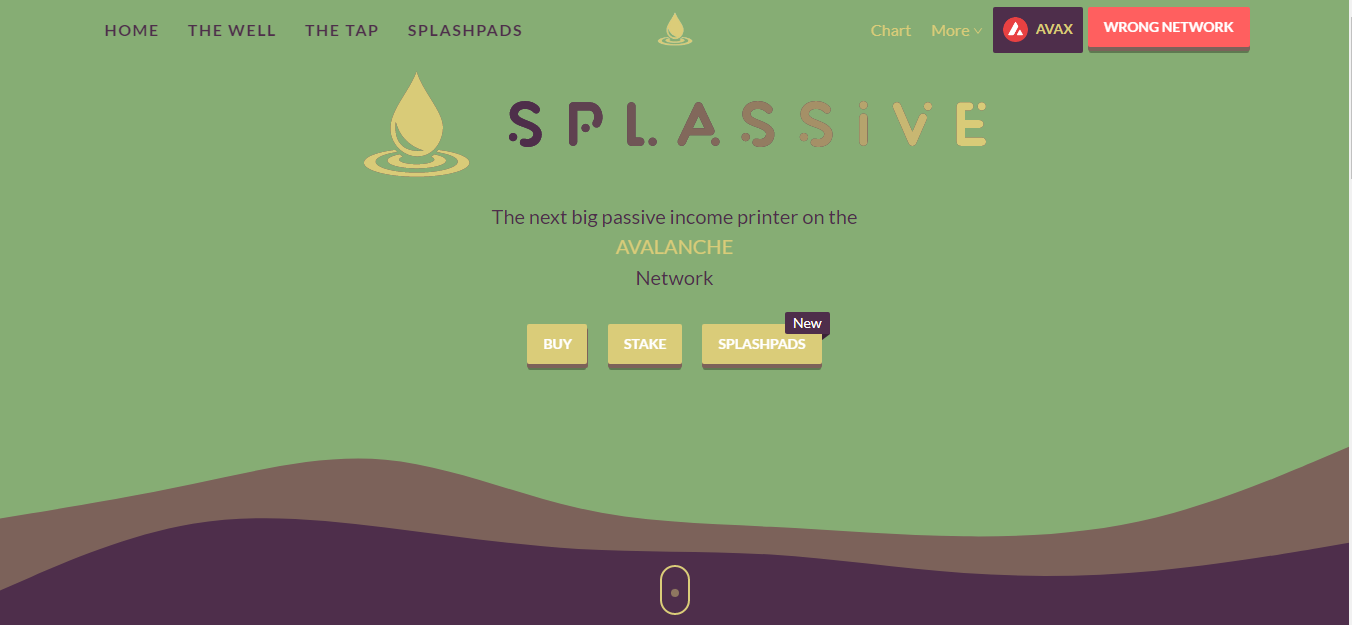 HOME THE WELL THE TAP SPLASHPADS Chart More AVAX WRONG NETWORK
SPLASSiVE
The next big passive income printer on the
AVALANCHE
Network
New
BUY STAKE SPLASHPADS